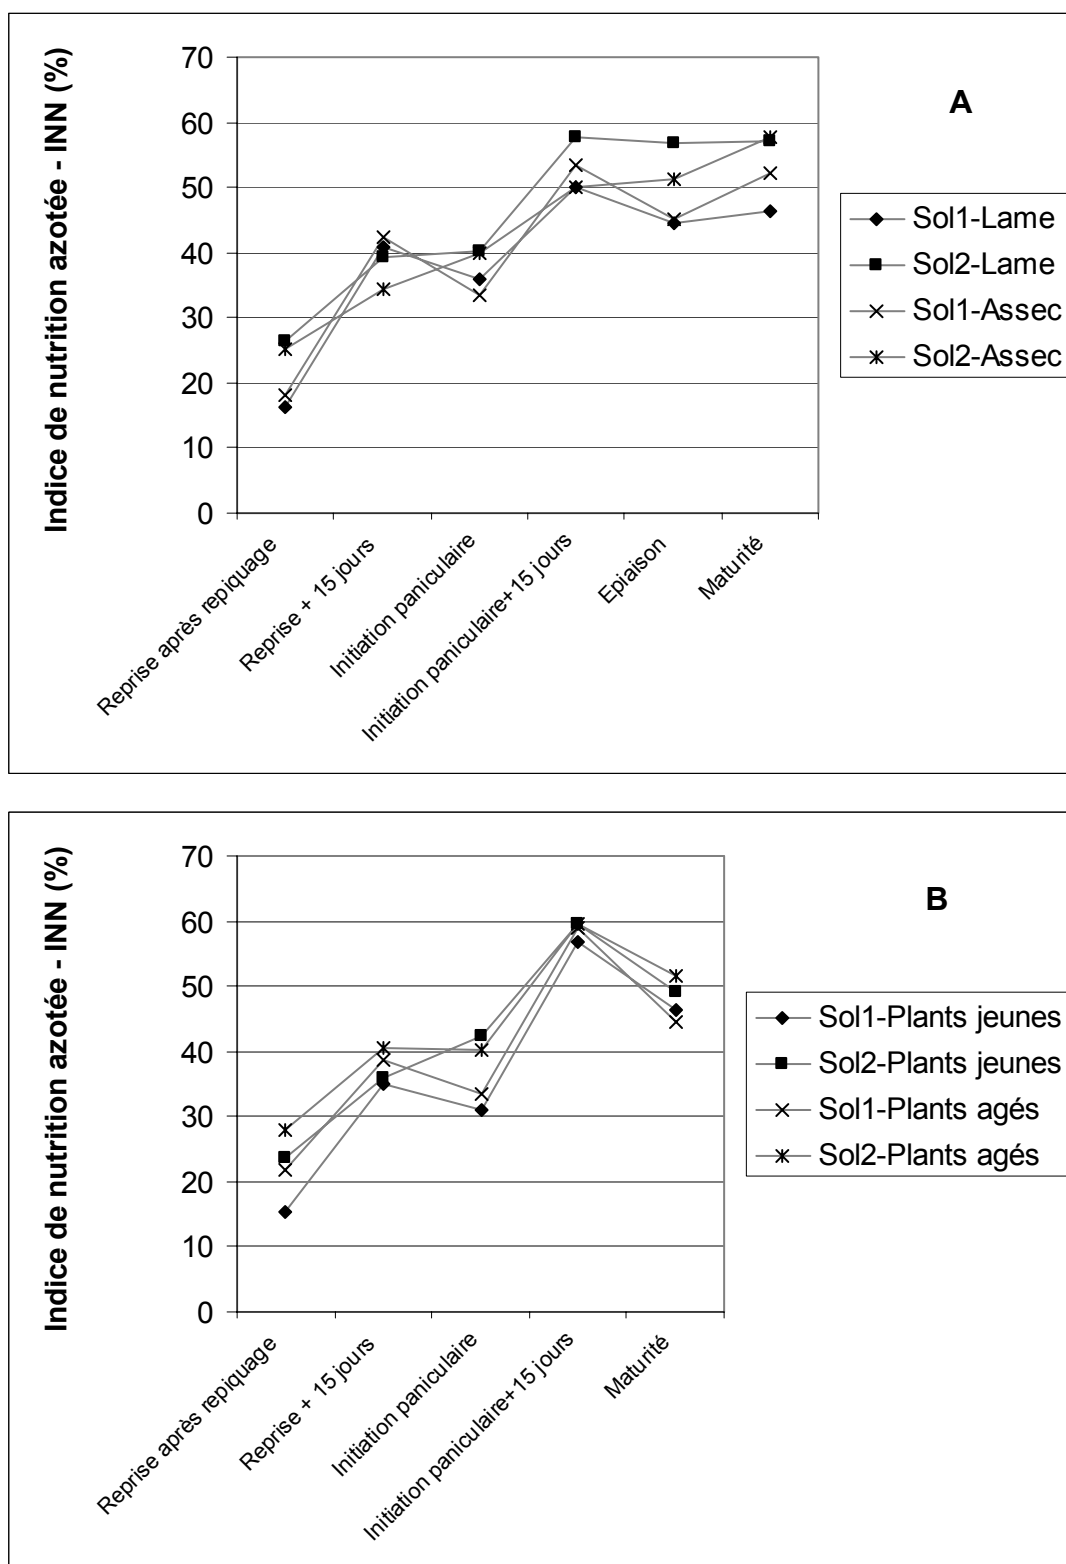 Indice de nutrition azotée - INN (%)
70
60
50
40
30
20
10
0
A
Sol1-Lame
Sol2-Lame
Sol1-Assec
Sol2-Assec
Reprise après repiquage
Reprise + 15 jours
Initiation paniculaire
Initiation paniculaire+15 jours
Epiaison
Maturité
Indice de nutrition azotée - INN (%)
70
60
50
40
30
20
10
0
B
Sol1-Plants jeunes
Sol2-Plants jeunes
Sol1-Plants agés
Sol2-Plants agés
Reprise après repiquage
Reprise + 15 jours
Initiation paniculaire
Initiation paniculaire+15 jours
Maturité